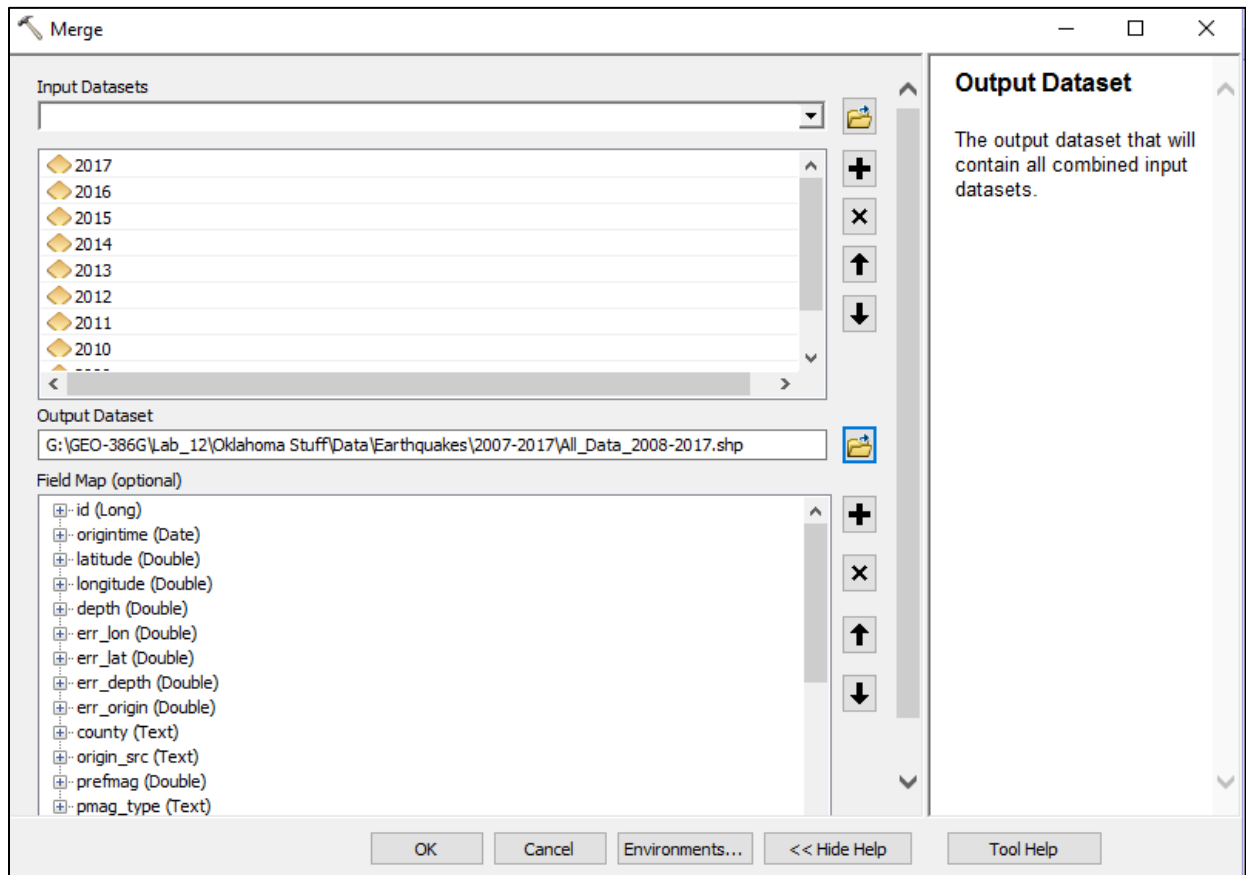 Merge
Input Datasets
2017
2016
2015
2014
2013
2012
2011
2010
Output Dataset
G:\GEO-386G\Lab_12\Oklahoma Stuff\Data\Earthquakes\2007-2017\All_Data_2008-2017.shp
Field Map (optional)
id (Long)
origintime (Date)
latitude (Double)
longitude (Double)
depth (Double)
err_lon (Double)
err_lat (Double)
err_depth (Double)
err_origin (Double)
county (Text)
origin_src (Text)
prefmag (Double)
pmag_type (Text)
OK
Cancel
Environments...
<< Hide Help
Output Dataset
The output dataset that will
contain all combined input
datasets.
Tool Help